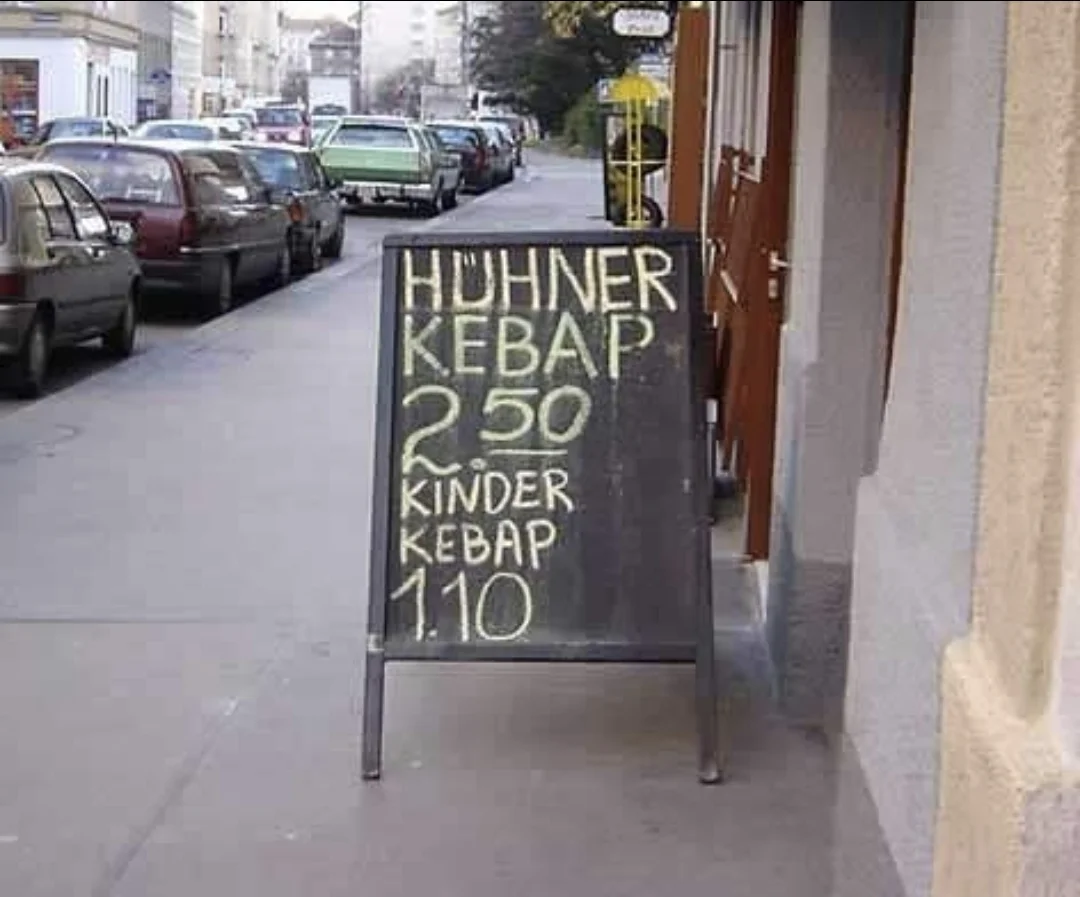 HÜHNER
KEBAP
2.50
KINDER
KEBAP
1.10